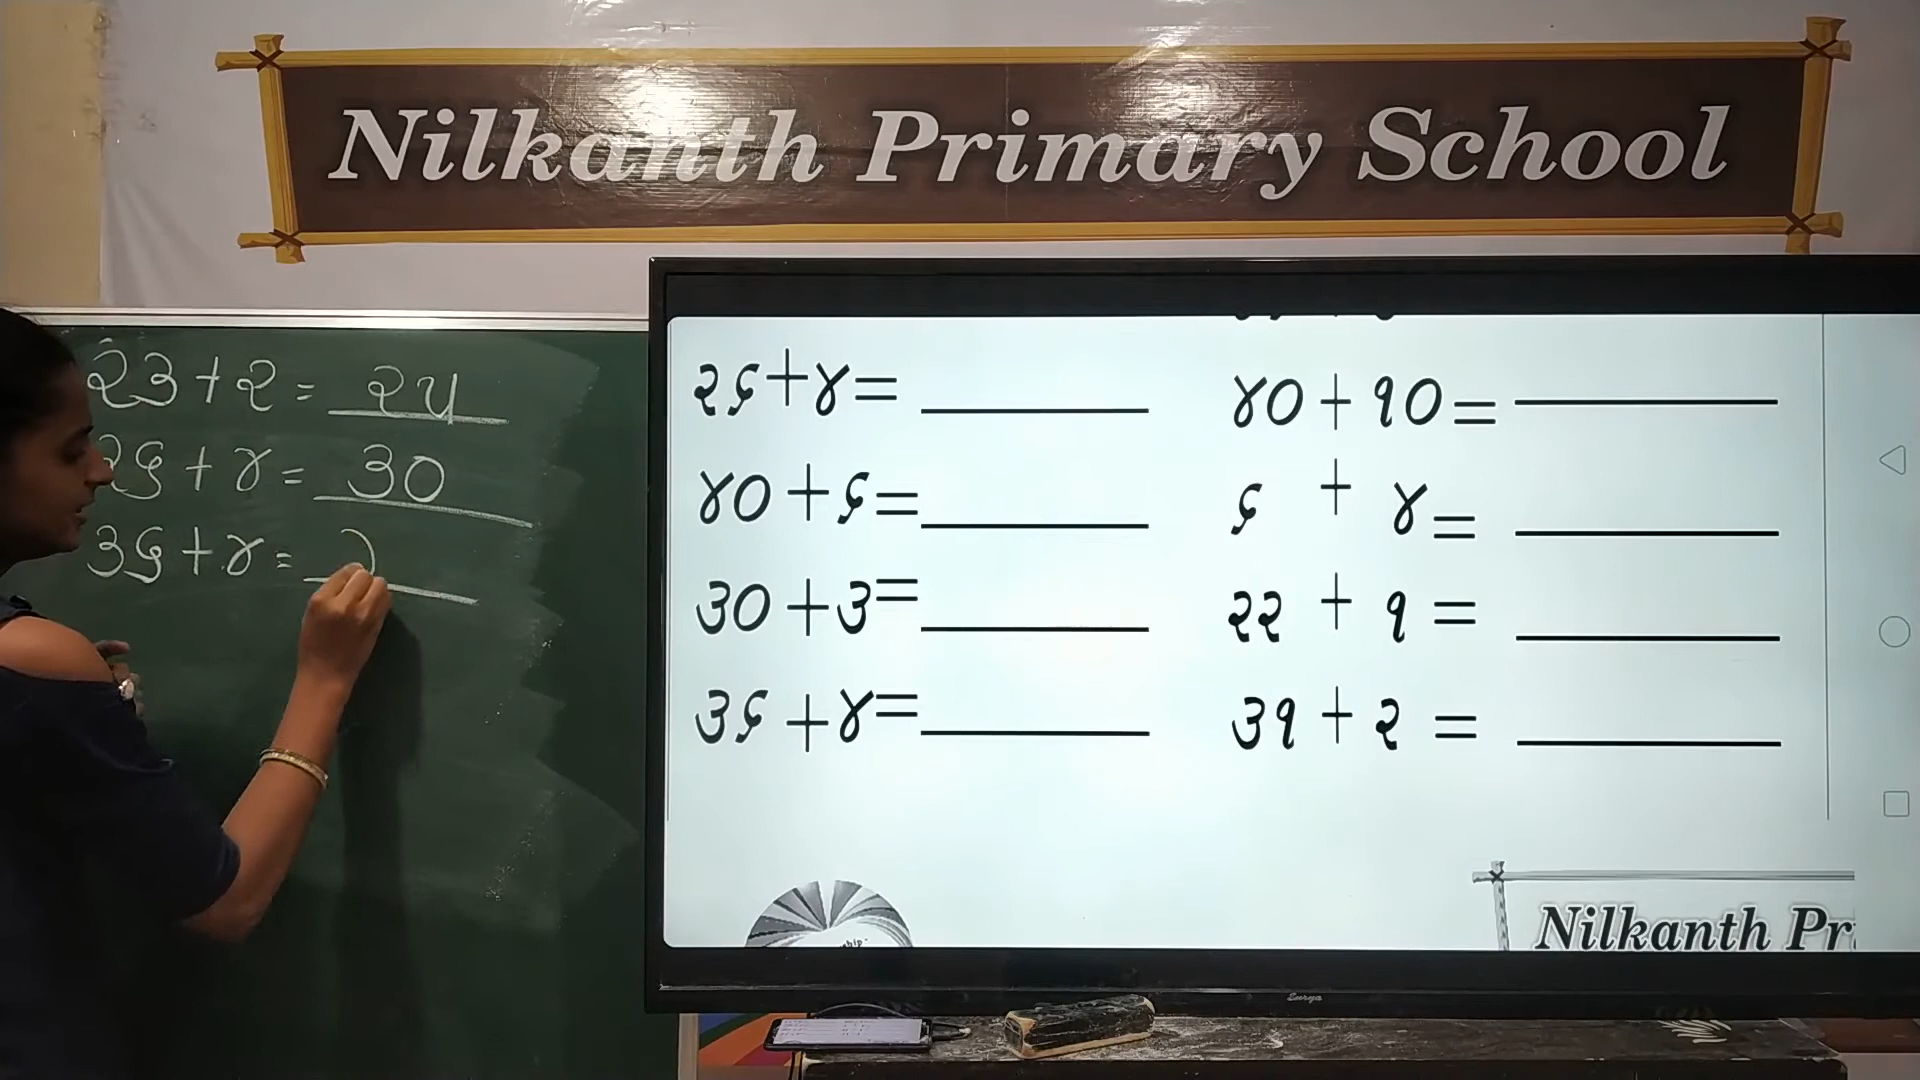 Nilkanth Primary School
૨૩+૨ = ૨૫
૨૬+૪ = ૩૦
૩૬+૪ =
૨૬+૪= ૪૦+૧૦=
૪૦+૬= ૬ + ૪=
૩૦+૩= ૨૨ + ૧ =
૩૬+૪= ૩૧+ ૨ =
Nilkanth Pr
Surya